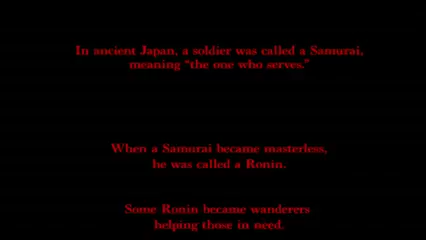 In ancient Japan, a soldier was called a Samurai,
meaning “the one who serves.”
When a Samurai became masterless,
he was called a Ronin.
Some Ronin became wanderers
helping those in need.